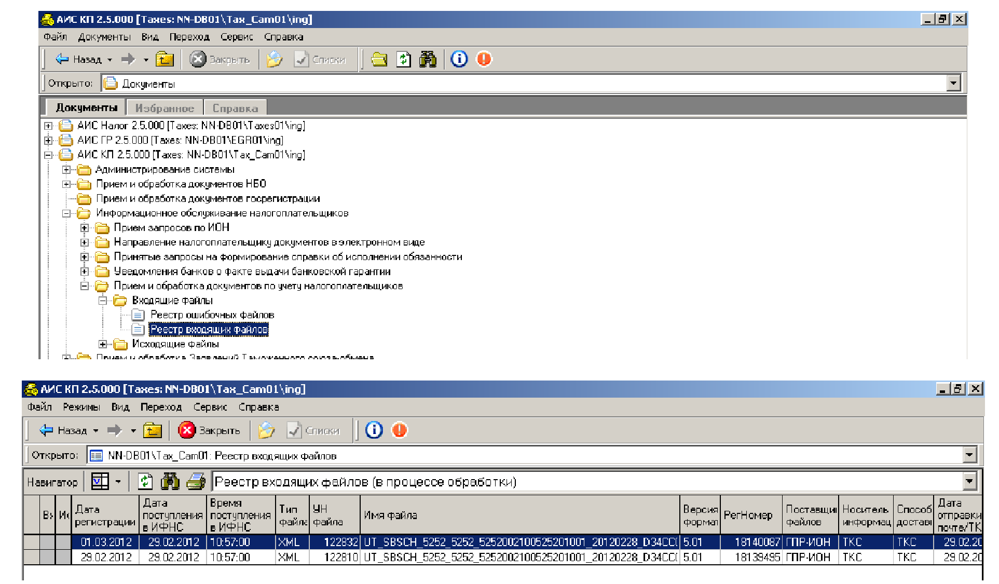 АИС КП 2.5.000 [Taxes: NN-DB01\Tax_Cam01\ing]
Файл Документы Вид Переход Сервис Справка
Назад Закрыть Списки
Открыто: Документы
Документы Избранное Справка
АИС Налог 2.5.000 [Taxes: NN-DB01\Taxes01\ing]
АИС ГР 2.5.000 [Taxes: NN-DB01\EGR01\ing]
АИС КП 2.5.000 [Taxes: NN-DB01\Tax_Cam01\ing]
Администрирование системы
Прием и обработка документов НБО
Прием и обработка документов госрегистрации
Информационное обслуживание налогоплательщиков
Прием запросов по ИОН
Направление налогоплательщику документов в электронном виде
Принятые запросы на формирование справки об исполнении обязанности
Уведомления банков о факте выдачи банковской гарантии
Прием и обработка документов по учету налогоплательщиков
Входящие файлы
Реестр ошибочных файлов
Реестр входящих файлов
Исходящие файлы
Прием и обработка Заявлений Таможенного союза-обмена
АИС КП 2.5.000 [Taxes: NN-DB01\Tax_Cam01\ing]
Файл Режимы Вид Переход Сервис Справка
Назад Закрыть Списки
Открыто: NN-DB01\Tax_Cam01: Реестр входящих файлов
Навигатор Реестр входящих файлов (в процессе обработки)
Вх Ис Дата регистрации Дата поступления в ИФНС Время поступления в ИФНС Тип файла УН файла Имя файла Версия формат РегНомер Поставщи файлов Носитель информац Способ достав Дата отправки почте/ТК
01.03.2012 29.02.2012 10:57:00 XML 122832 UT_SBSCH_5252_5252_5252002100525201001_20120228_D34CC( 5.01 18140087 ГПР-ИОН ТКС ТКС 29.02.20
29.02.2012 29.02.2012 10:57:00 XML 122810 UT_SBSCH_5252_5252_5252002100525201001_20120228_D34CC( 5.01 18139495 ГПР-ИОН ТКС ТКС 29.02.20